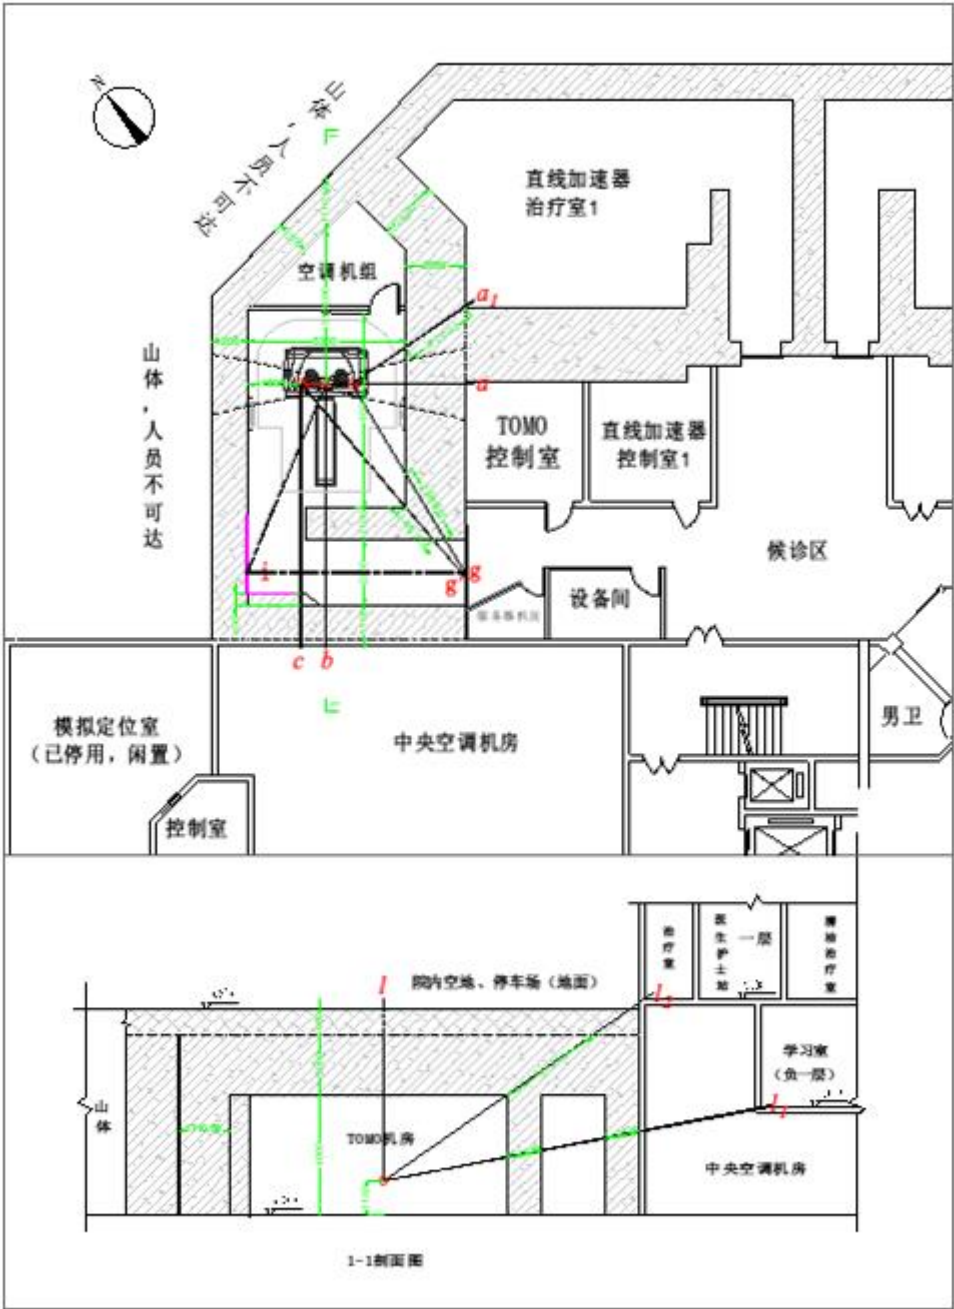 N
山体，人员不可达
直线加速器
治疗室1
空调机组
a1
山体，人员不可达
a
TOMO
控制室
直线加速器
控制室1
候诊区
i
g
g
设备间
c
b
模拟定位室
（已停用，闲置）
中央空调机房
男卫
控制室
治疗室
医生护士站
一层
l
院内空地、停车场（地面）
l2
学习室
（负一层）
山体
l1
TOMO机房
中央空调机房
1-1剖面图